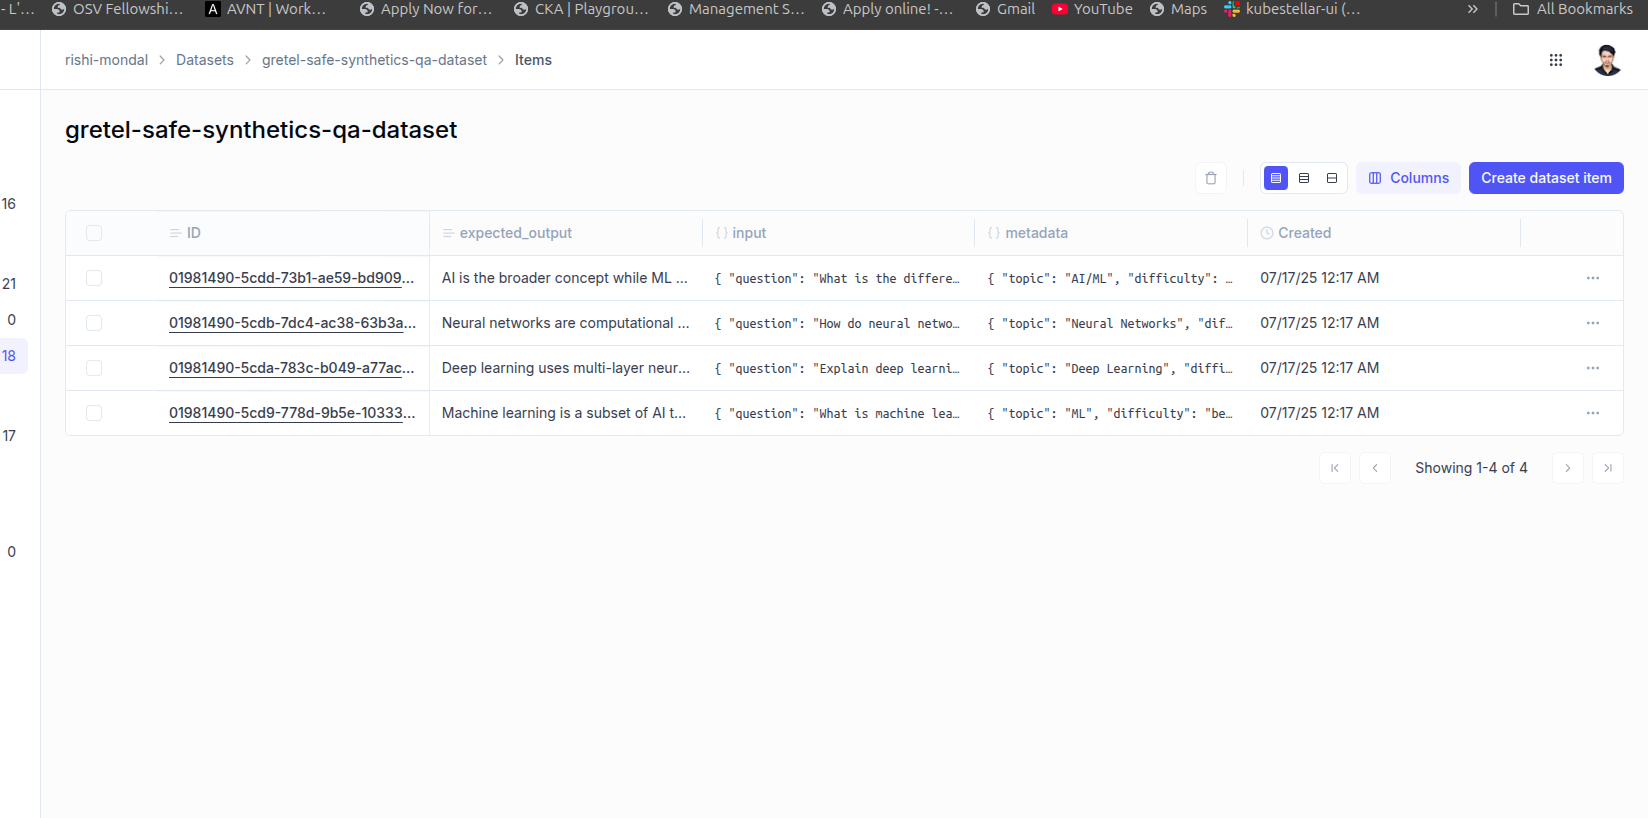 - L'... OSV Fellowshi... A AVNT | Work... Apply Now for... CKA | Playgrou... Management S... Apply online! -... Gmail YouTube Maps kubestellar-ui (... » All Bookmarks
rishi-mondal > Datasets > gretel-safe-synthetics-qa-dataset > Items
gretel-safe-synthetics-qa-dataset
Columns Create dataset item
16
21
0
18
17
0
ID expected_output {} input {} metadata Created
01981490-5cdd-73b1-ae59-bd909... AI is the broader concept while ML ... { "question": "What is the differe... { "topic": "AI/ML", "difficulty": ... 07/17/25 12:17 AM
01981490-5cdb-7dc4-ac38-63b3a... Neural networks are computational ... { "question": "How do neural netwo... { "topic": "Neural Networks", "dif... 07/17/25 12:17 AM
01981490-5cda-783c-b049-a77ac... Deep learning uses multi-layer neur... { "question": "Explain deep learni... { "topic": "Deep Learning", "diffi... 07/17/25 12:17 AM
01981490-5cd9-778d-9b5e-10333... Machine learning is a subset of AI t... { "question": "What is machine lea... { "topic": "ML", "difficulty": "be... 07/17/25 12:17 AM
Showing 1-4 of 4